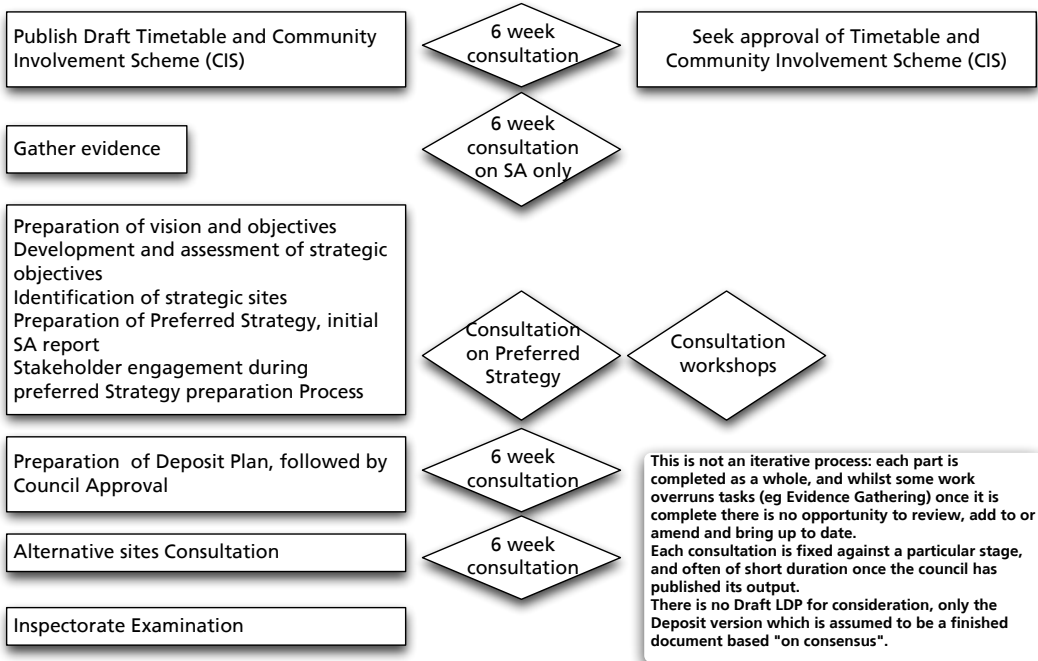 Publish Draft Timetable and Community
Involvement Scheme (CIS)
6 week
consultation
Seek approval of Timetable and
Community Involvement Scheme (CIS)
Gather evidence
6 week
consultation
on SA only
Preparation of vision and objectives
Development and assessment of strategic
objectives
Identification of strategic sites
Preparation of Preferred Strategy, initial
SA report
Stakeholder engagement during
preferred Strategy preparation Process
Consultation
on Preferred
Strategy
Consultation
workshops
Preparation of Deposit Plan, followed by
Council Approval
6 week
consultation
This is not an iterative process: each part is
completed as a whole, and whilst some work
overruns tasks (eg Evidence Gathering) once it is
complete there is no opportunity to review, add to or
amend and bring up to date.
Each consultation is fixed against a particular stage,
and often of short duration once the council has
published its output.
There is no Draft LDP for consideration, only the
Deposit version which is assumed to be a finished
document based "on consensus".
Alternative sites Consultation
6 week
consultation
Inspectorate Examination